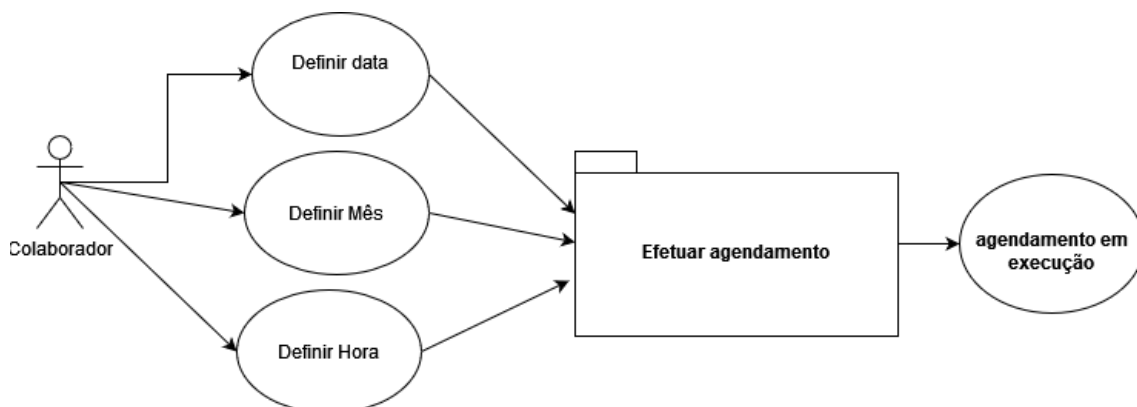 Definir data
Definir Mês
Efetuar agendamento
agendamento em
execução
Colaborador
Definir Hora